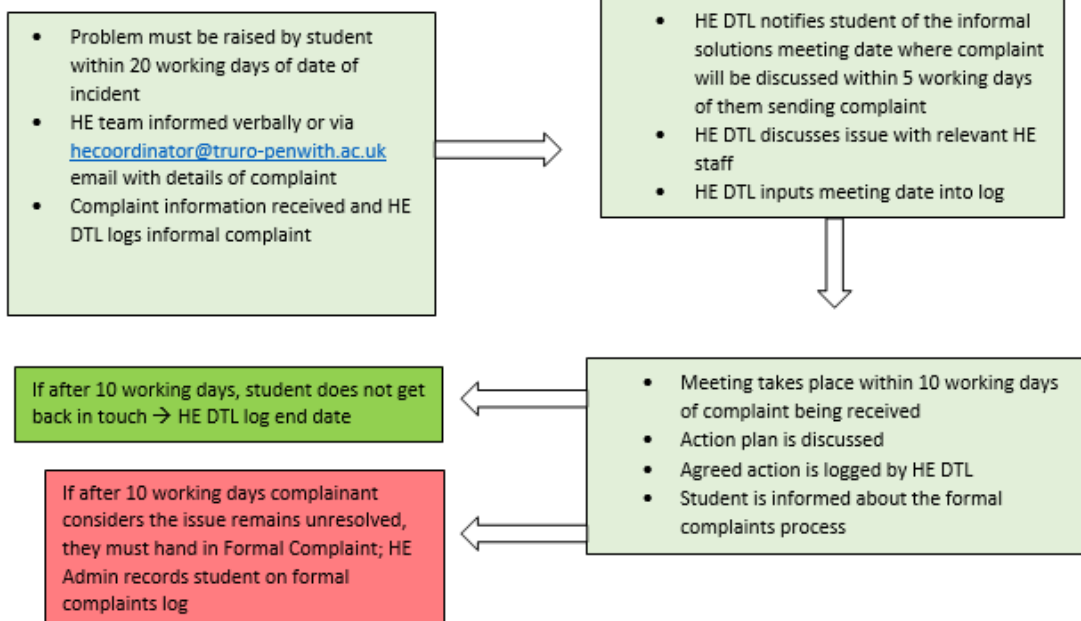 • Problem must be raised by student
within 20 working days of date of
incident
• HE team informed verbally or via
hecoordinator@truro-penwith.ac.uk
email with details of complaint
• Complaint information received and HE
DTL logs informal complaint
• HE DTL notifies student of the informal
solutions meeting date where complaint
will be discussed within 5 working days
of them sending complaint
• HE DTL discusses issue with relevant HE
staff
• HE DTL inputs meeting date into log
• Meeting takes place within 10 working days
of complaint being received
• Action plan is discussed
• Agreed action is logged by HE DTL
• Student is informed about the formal
complaints process
If after 10 working days, student does not get
back in touch → HE DTL log end date
If after 10 working days complainant
considers the issue remains unresolved,
they must hand in Formal Complaint; HE
Admin records student on formal
complaints log